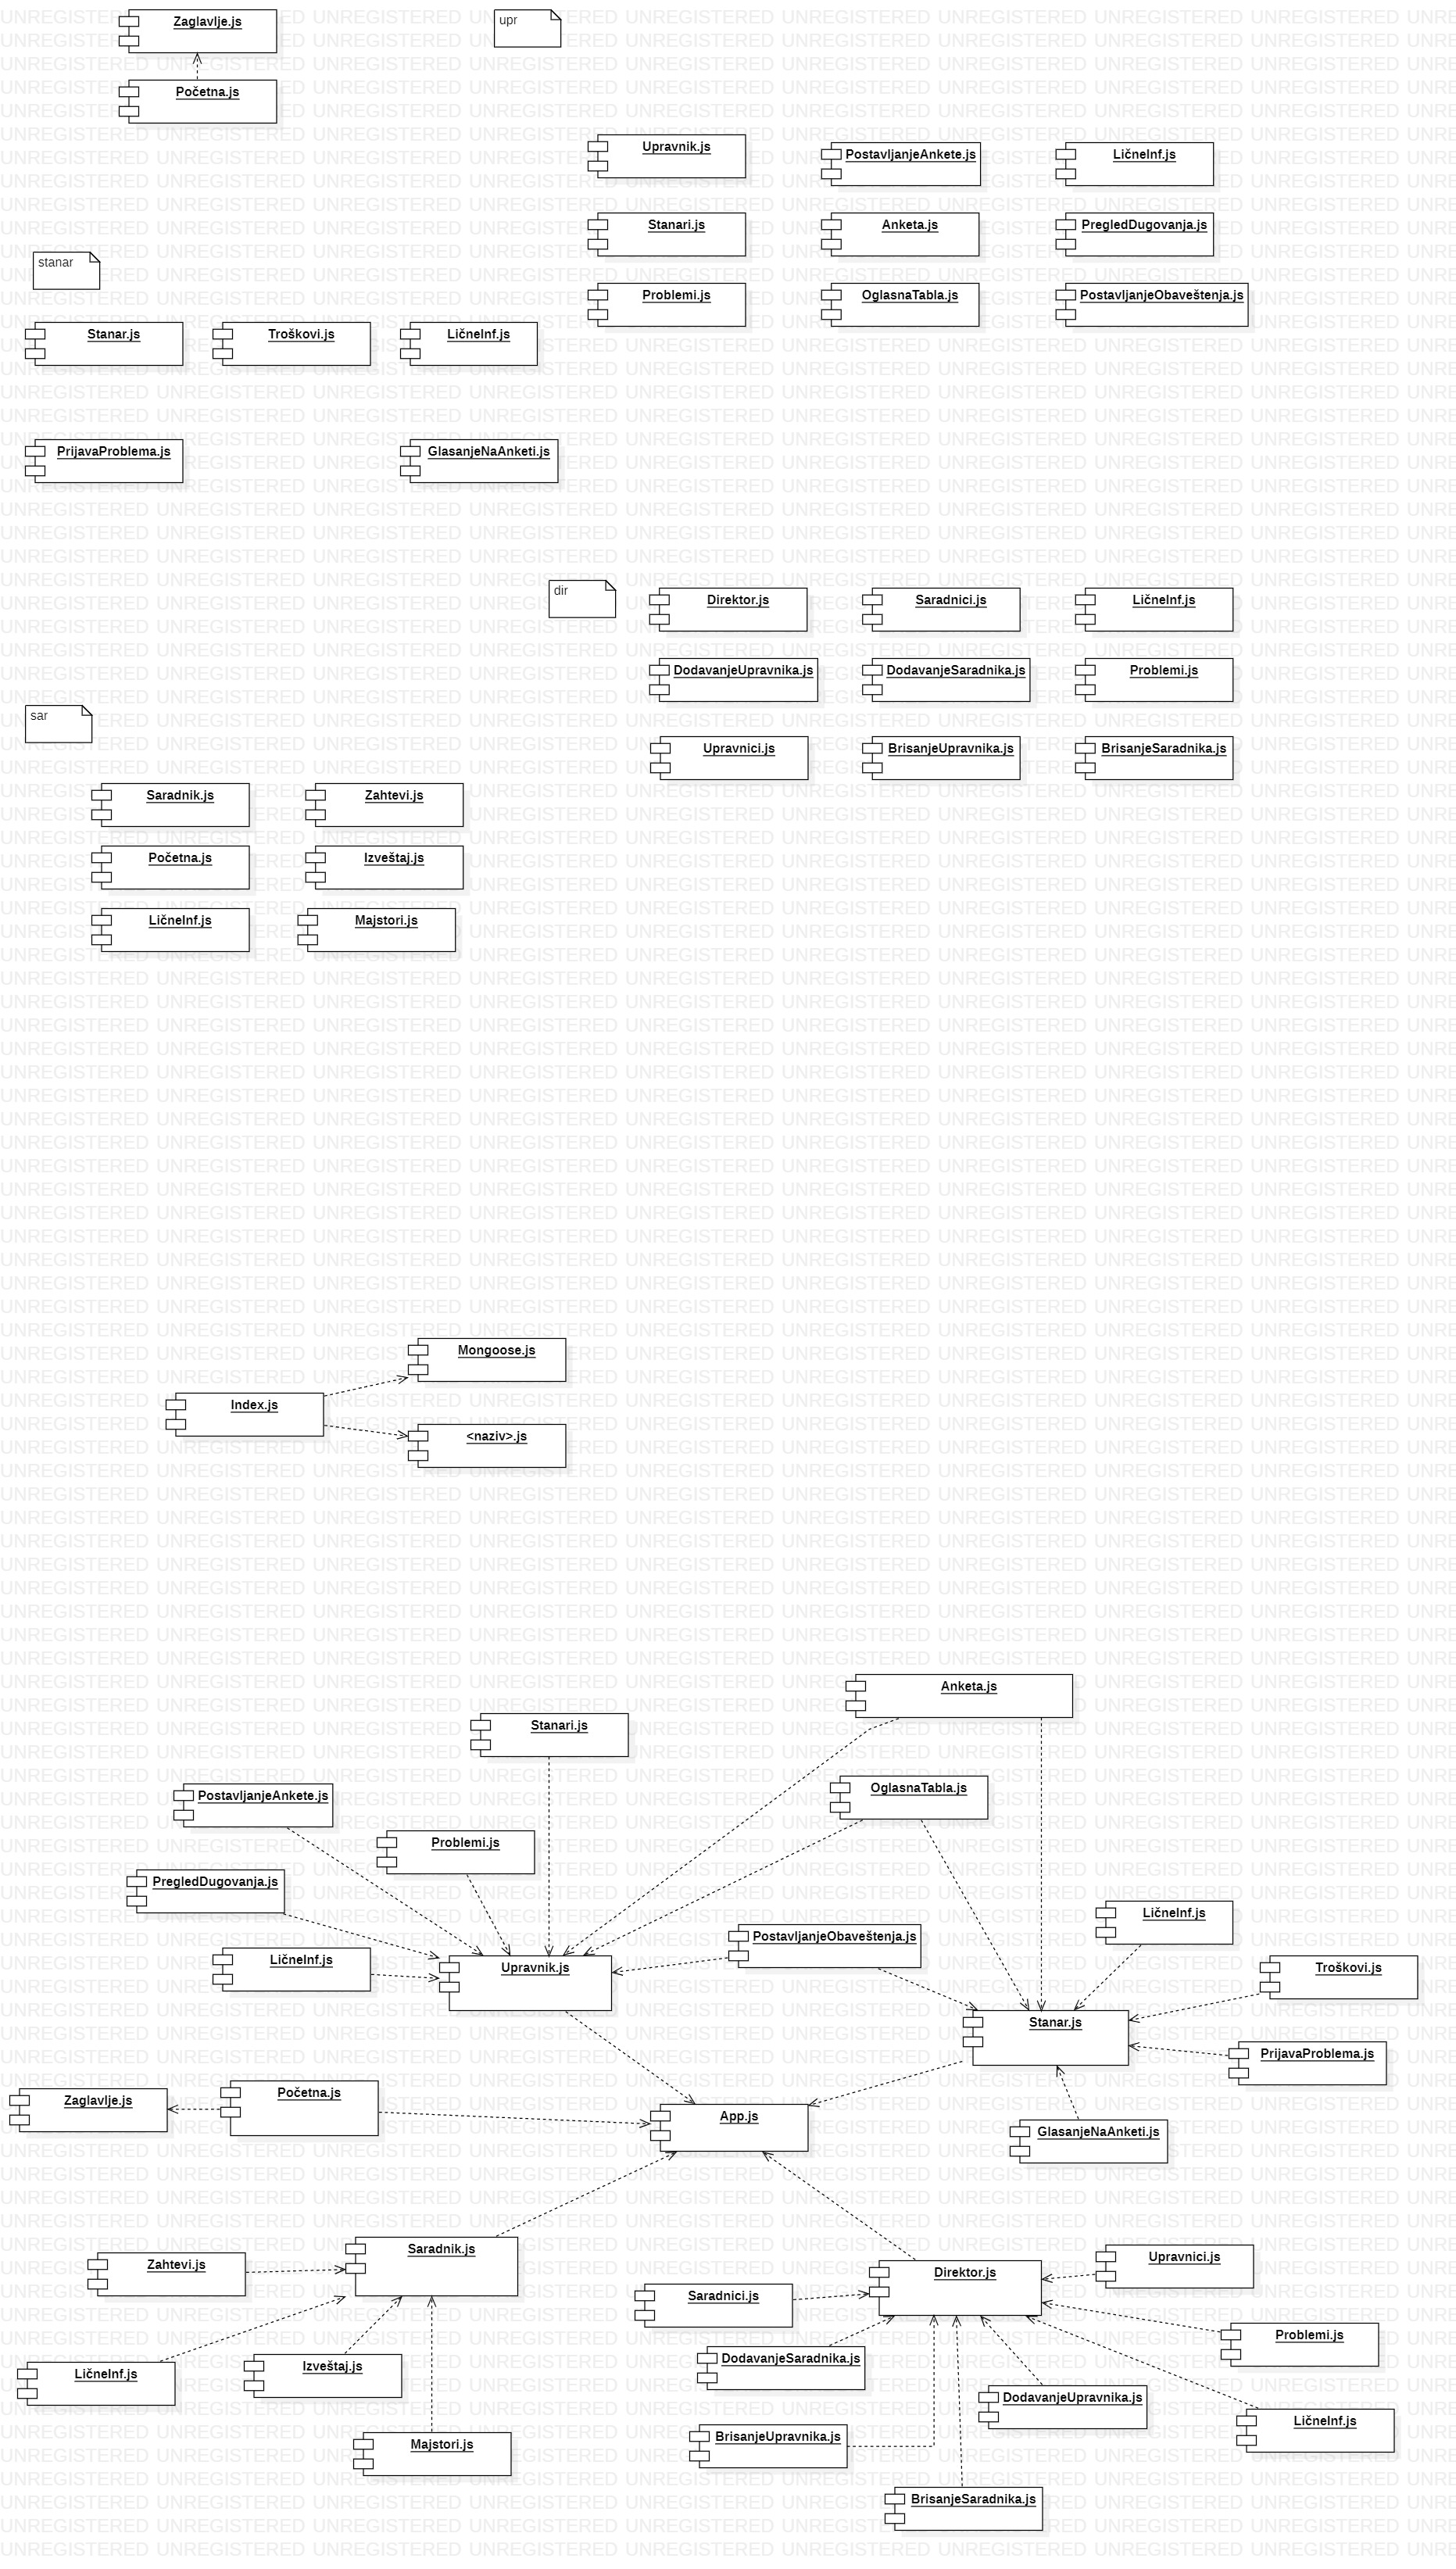 Zaglavlje.js
upr
Početna.js
Upravnik.js
PostavljanjeAnkete.js
LičneInf.js
Stanari.js
Anketa.js
PregledDugovanja.js
stanar
Problemi.js
OglasnaTabla.js
PostavljanjeObaveštenja.js
Stanar.js
Troškovi.js
LičneInf.js
PrijavaProblema.js
GlasanjeNaAnketi.js
dir
Direktor.js
Saradnici.js
LičneInf.js
DodavanjeUpravnika.js
DodavanjeSaradnika.js
Problemi.js
sar
Upravnici.js
BrisanjeUpravnika.js
BrisanjeSaradnika.js
Saradnik.js
Zahtevi.js
Početna.js
Izveštaj.js
LičneInf.js
Majstori.js
Mongoose.js
Index.js
<naziv>.js
Anketa.js
Stanari.js
OglasnaTabla.js
PostavljanjeAnkete.js
Problemi.js
PregledDugovanja.js
LičneInf.js
PostavljanjeObaveštenja.js
LičneInf.js
Upravnik.js
Troškovi.js
Stanar.js
PrijavaProblema.js
Početna.js
Zaglavlje.js
App.js
GlasanjeNaAnketi.js
Saradnik.js
Upravnici.js
Zahtevi.js
Direktor.js
Saradnici.js
Problemi.js
DodavanjeSaradnika.js
Izveštaj.js
LičneInf.js
DodavanjeUpravnika.js
LičneInf.js
BrisanjeUpravnika.js
Majstori.js
BrisanjeSaradnika.js
UNREGISTERED